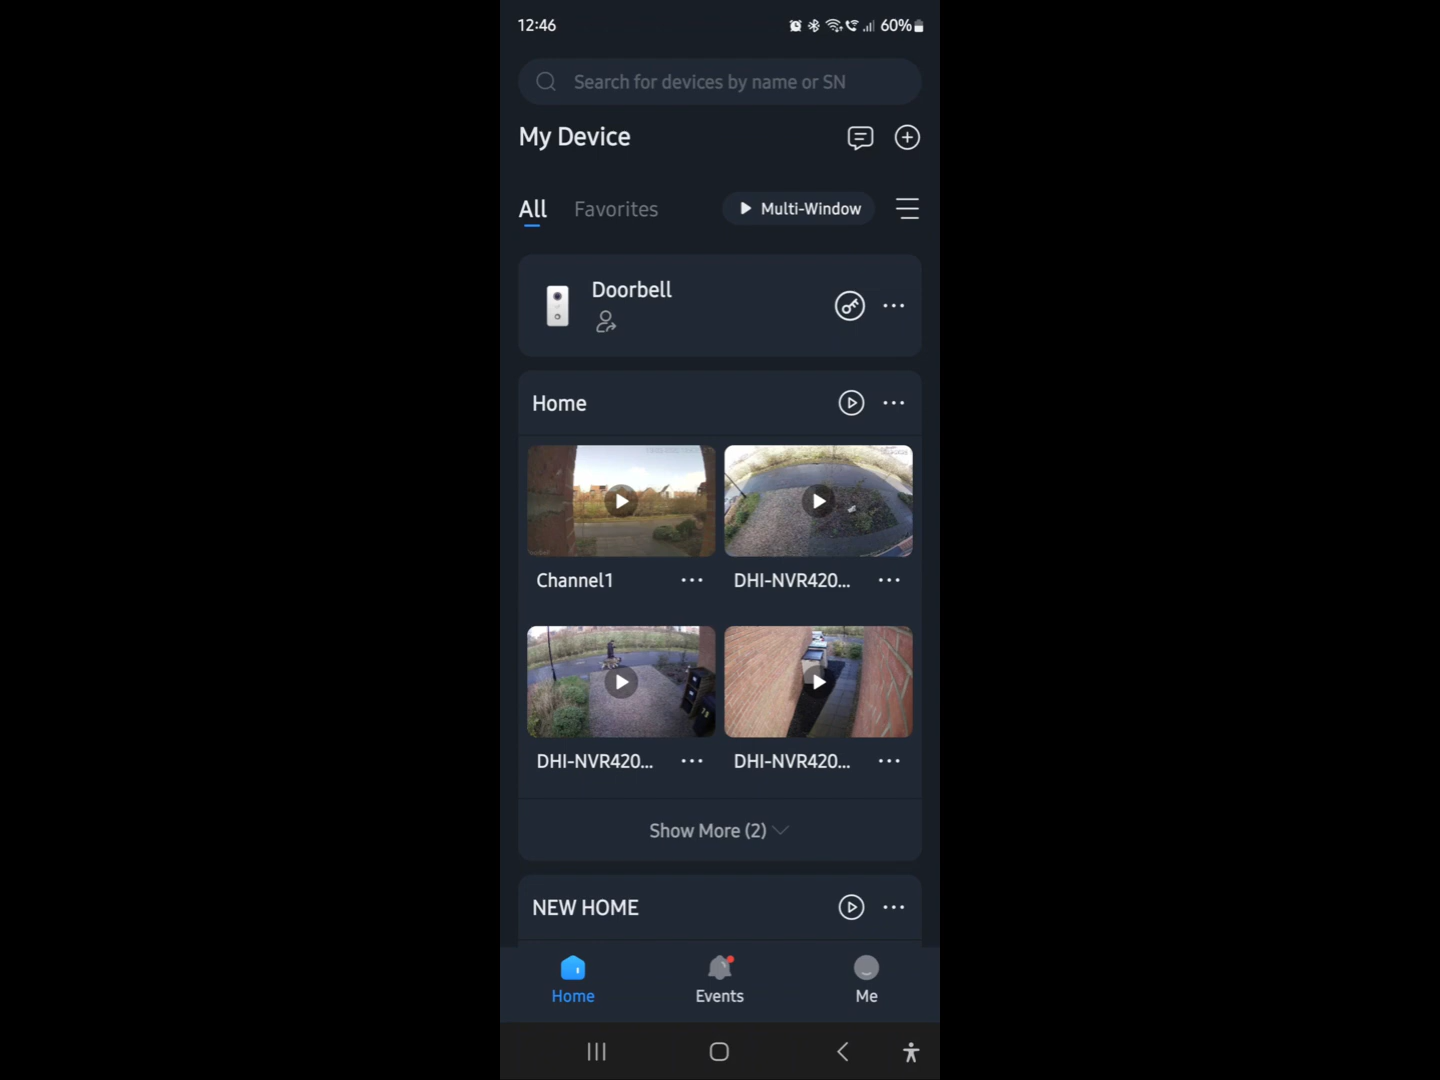 12:46
60%
Search for devices by name or SN
My Device
All
Favorites
Multi-Window
Doorbell
Home
Channel1
DHI-NVR420...
DHI-NVR420...
DHI-NVR420...
Show More (2)
NEW HOME
Home
Events
Me